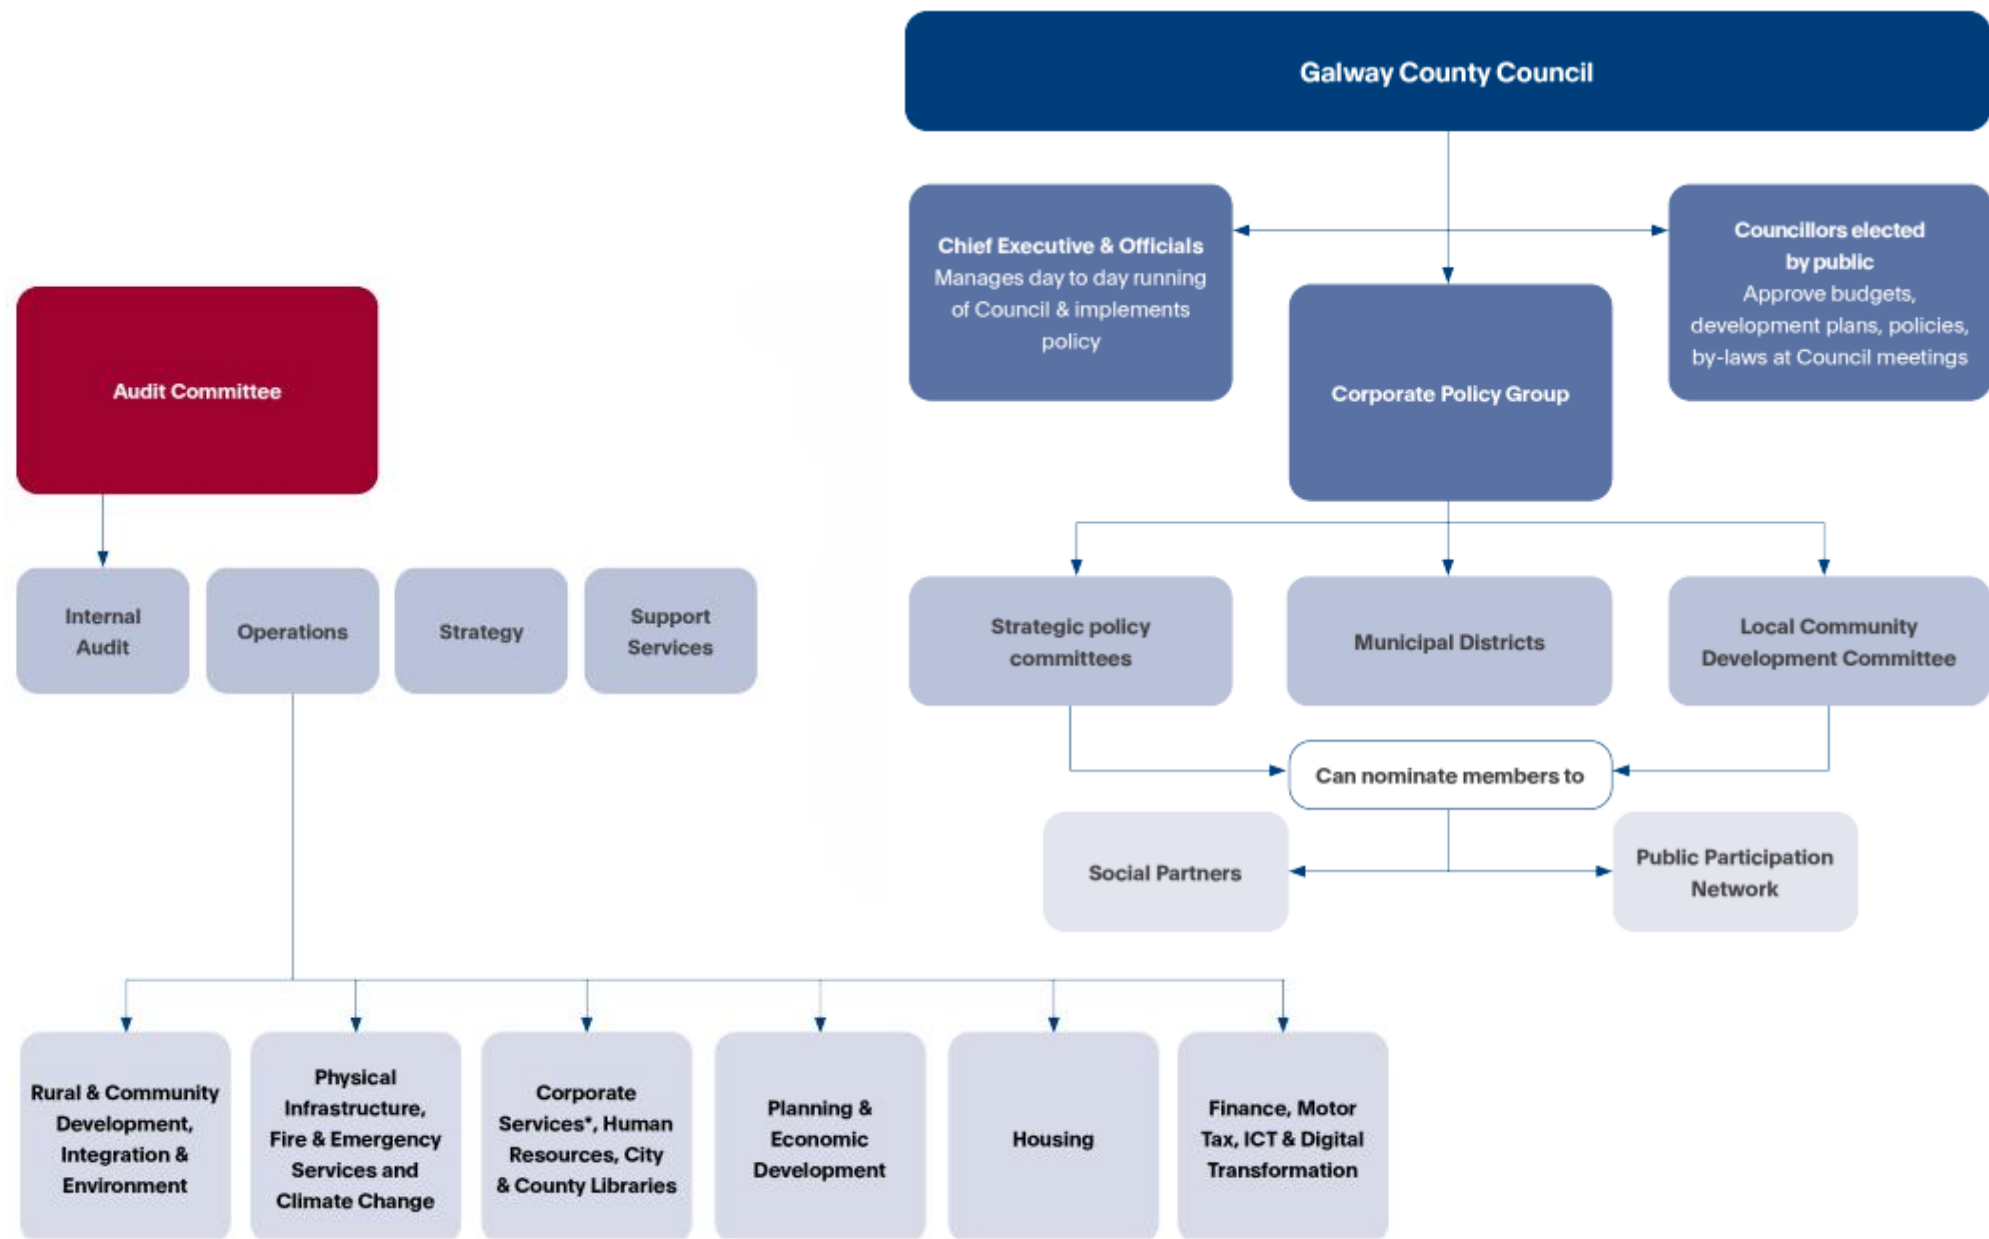 Galway County Council
Chief Executive & Officials
Manages day to day running
of Council & implements
policy
Councillors elected
by public
Approve budgets,
development plans, policies,
by-laws at Council meetings
Corporate Policy Group
Audit Committee
Internal
Audit
Operations
Strategy
Support
Services
Strategic policy
committees
Municipal Districts
Local Community
Development Committee
Can nominate members to
Social Partners
Public Participation
Network
Rural & Community
Development,
Integration &
Environment
Physical
Infrastructure,
Fire & Emergency
Services and
Climate Change
Corporate
Services*, Human
Resources, City
& County Libraries
Planning &
Economic
Development
Housing
Finance, Motor
Tax, ICT & Digital
Transformation